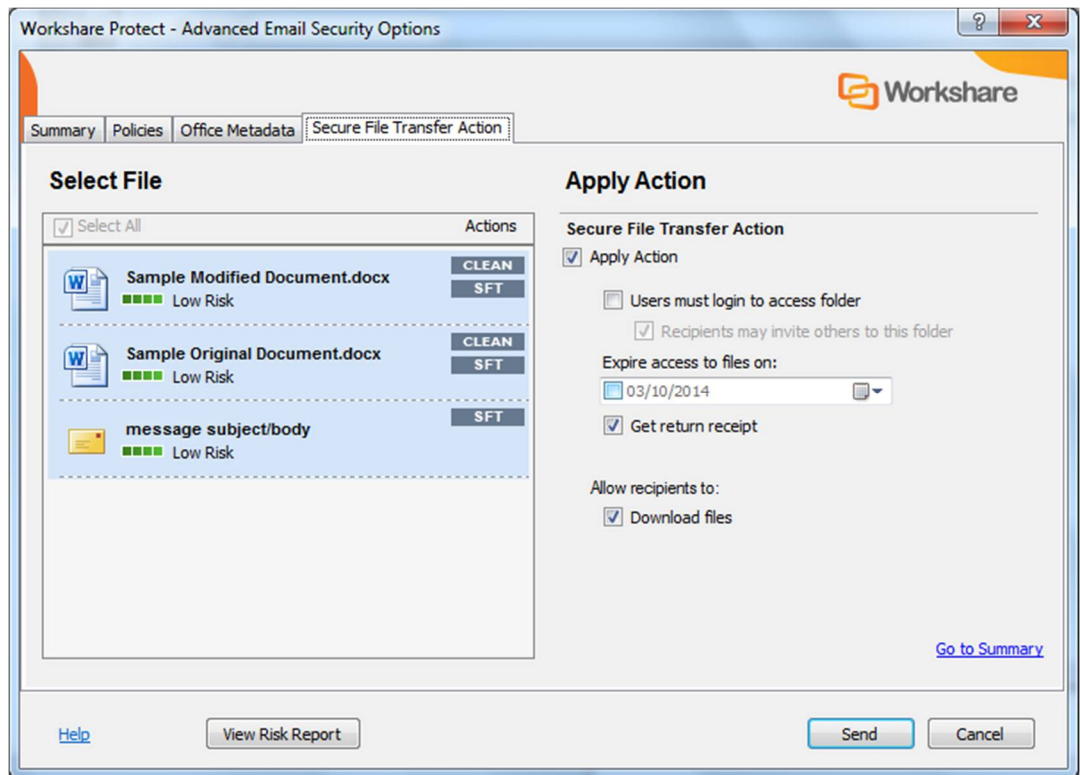 Workshare Protect - Advanced Email Security Options
Workshare
Summary Policies Office Metadata Secure File Transfer Action
Select File
Select All Actions
Sample Modified Document.docx
CLEAN
SFT
Low Risk
Sample Original Document.docx
CLEAN
SFT
Low Risk
message subject/body
SFT
Low Risk
Apply Action
Secure File Transfer Action
Apply Action
Users must login to access folder
Recipients may invite others to this folder
Expire access to files on:
03/10/2014
Get return receipt
Allow recipients to:
Download files
Go to Summary
Help View Risk Report Send Cancel